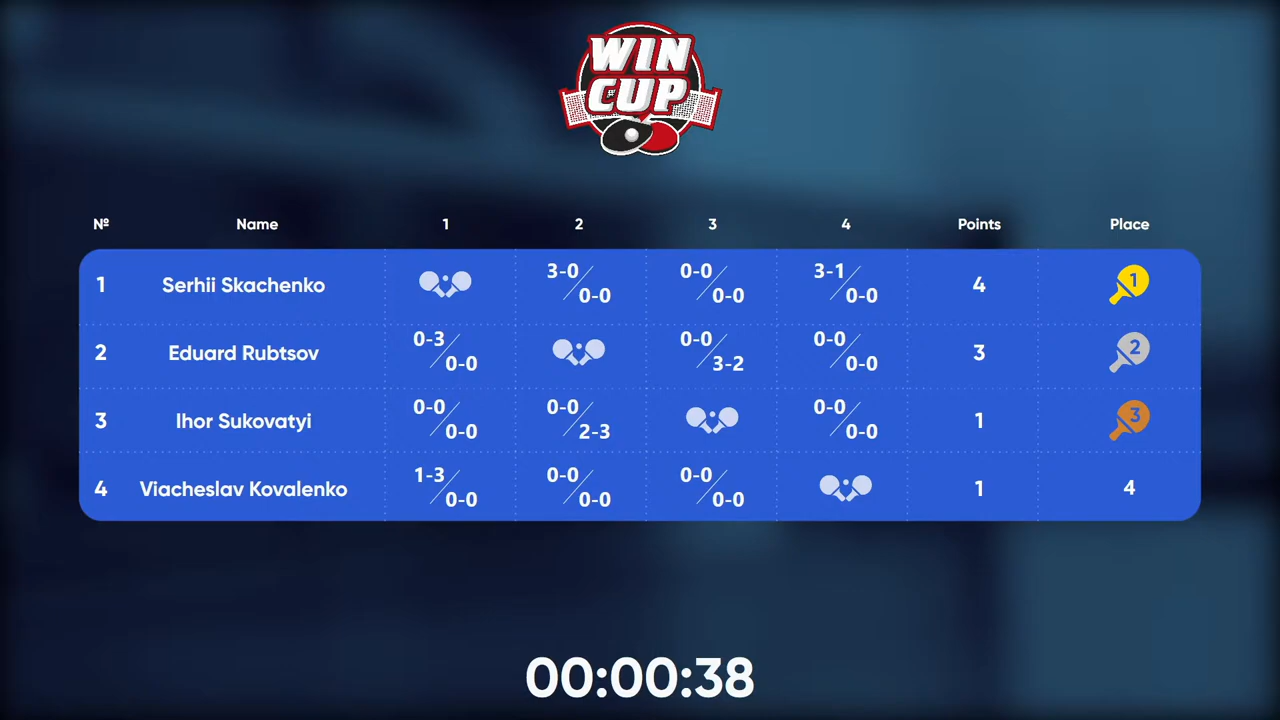 WIN
CUP
№ Name 1 2 3 4 Points Place
1 Serhii Skachenko 3-0/0-0 0-0/0-0 3-1/0-0 4 1
2 Eduard Rubtsov 0-3/0-0 0-0/3-2 0-0/0-0 3 2
3 Ihor Sukovatyi 0-0/0-0 0-0/2-3 0-0/0-0 1 3
4 Viacheslav Kovalenko 1-3/0-0 0-0/0-0 0-0/0-0 1 4
00:00:38